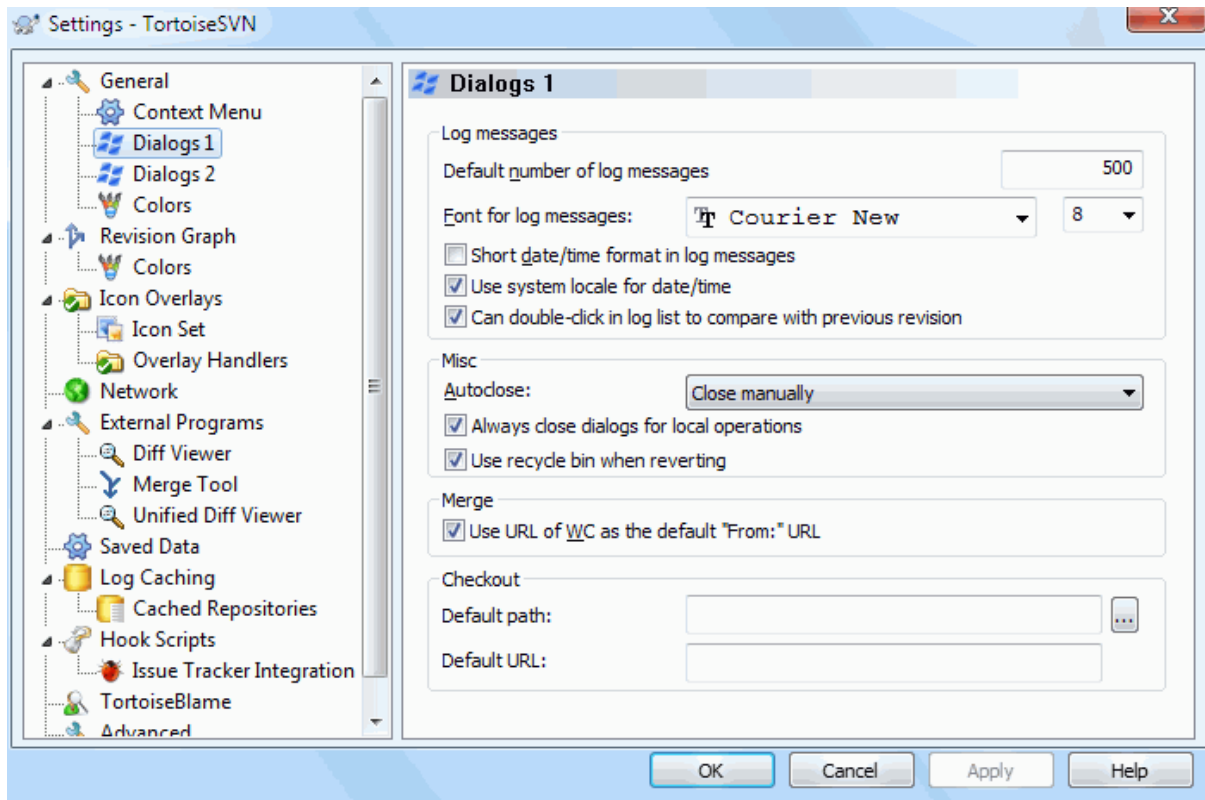 Settings - TortoiseSVN
General
Context Menu
Dialogs 1
Dialogs 2
Colors
Revision Graph
Colors
Icon Overlays
Icon Set
Overlay Handlers
Network
External Programs
Diff Viewer
Merge Tool
Unified Diff Viewer
Saved Data
Log Caching
Cached Repositories
Hook Scripts
Issue Tracker Integration
TortoiseBlame
Advanced
Dialogs 1
Log messages
Default number of log messages 500
Font for log messages: Courier New 8
Short date/time format in log messages
Use system locale for date/time
Can double-click in log list to compare with previous revision
Misc
Autoclose: Close manually
Always close dialogs for local operations
Use recycle bin when reverting
Merge
Use URL of WC as the default "From:" URL
Checkout
Default path: ...
Default URL:
OK Cancel Apply Help